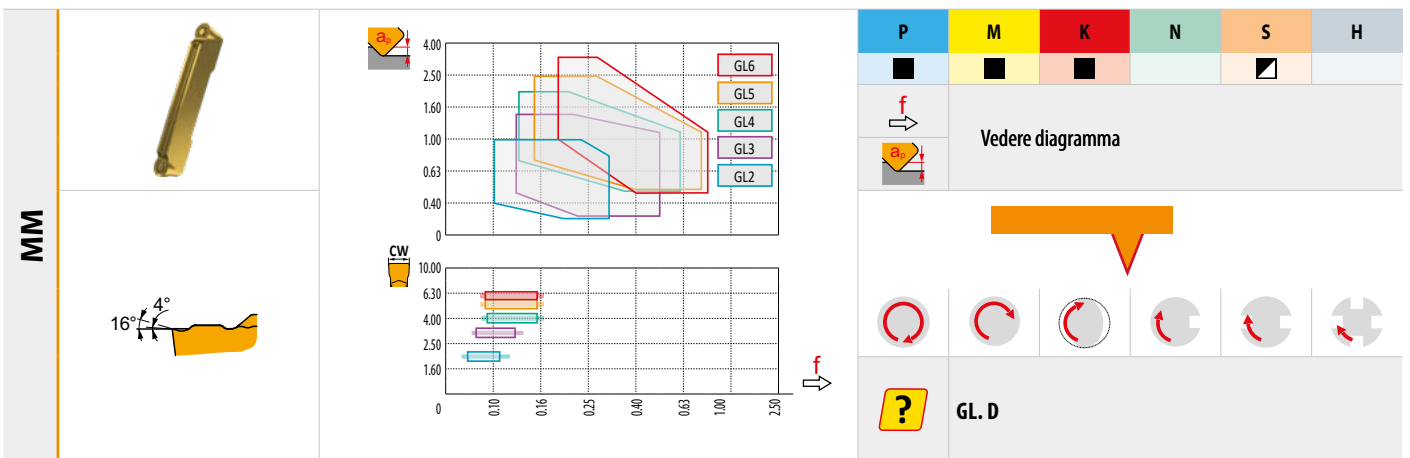 MM
16°
4°
ap
4.00
2.50
1.60
1.00
0.63
0.40
0
GL6
GL5
GL4
GL3
GL2
CW
10.00
6.30
4.00
2.50
1.60
0
0.10
0.16
0.25
0.40
0.63
1.00
2.50
f
P
M
K
N
S
H
f
ap
Vedere diagramma
?
GL. D